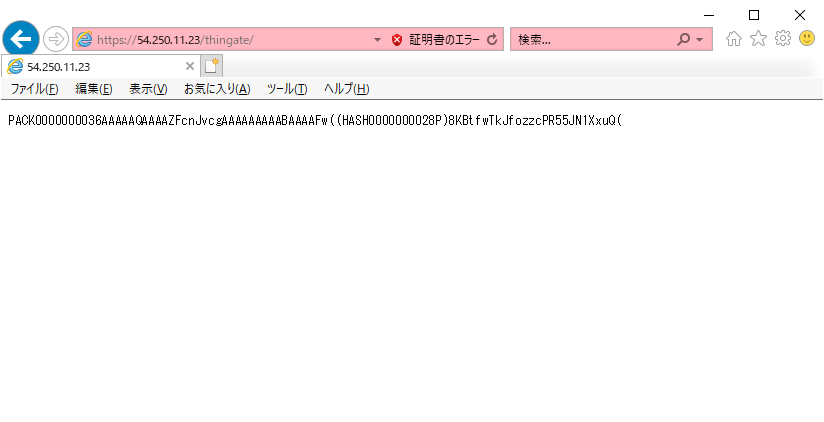 https://54.250.11.23/thingate/
証明書のエラー
検索...
54.250.11.23
ファイル(F) 編集(E) 表示(V) お気に入り(A) ツール(T) ヘルプ(H)
PACK0000000036AAAAAQAAAAZFcnJvcgAAAAAAAAABAAAAFw((HASH0000000028P)8KBtfwTkJfozzcPR55JN1XxuQ(